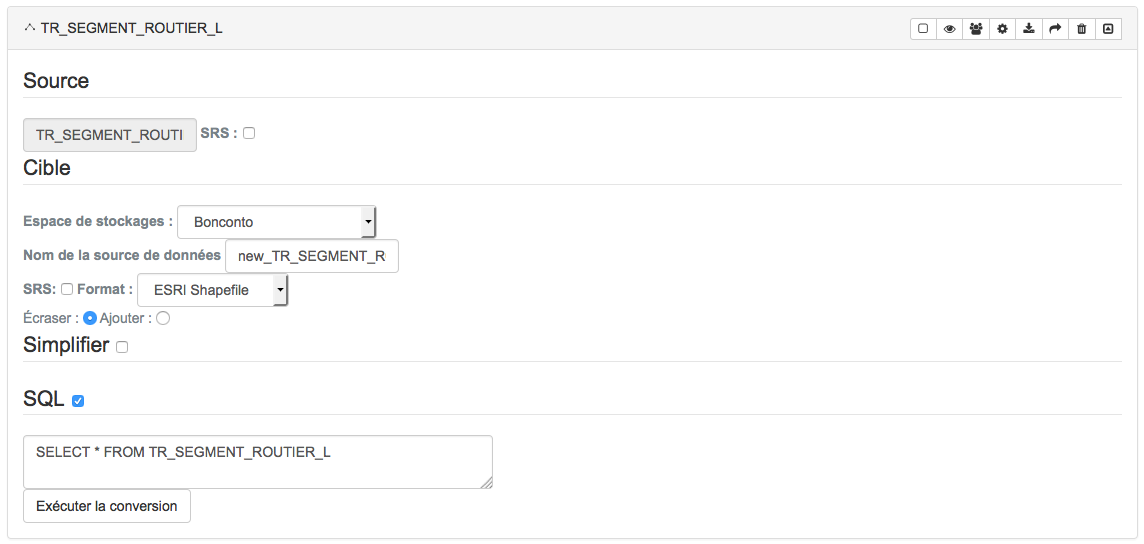 TR_SEGMENT_ROUTIER_L
Source
TR_SEGMENT_ROUTI SRS :
Cible
Espace de stockages : Bonconto
Nom de la source de données new_TR_SEGMENT_R
SRS: Format : ESRI Shapefile
Écraser : Ajouter :
Simplifier
SQL
SELECT * FROM TR_SEGMENT_ROUTIER_L
Exécuter la conversion